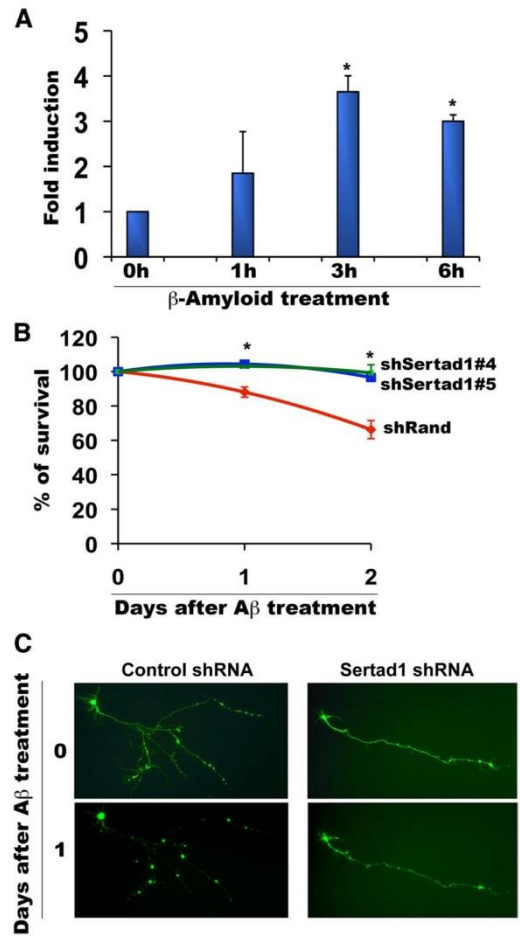 A
Fold induction
5
4
3
2
1
0
*
*
0h 1h 3h 6h
β-Amyloid treatment
B
% of survival
120
100
80
60
40
20
0
*
*
shSertad1#4
shSertad1#5
shRand
0 1 2
Days after Aβ treatment
C
Control shRNA Sertad1 shRNA
Days after Aβ treatment
0
1